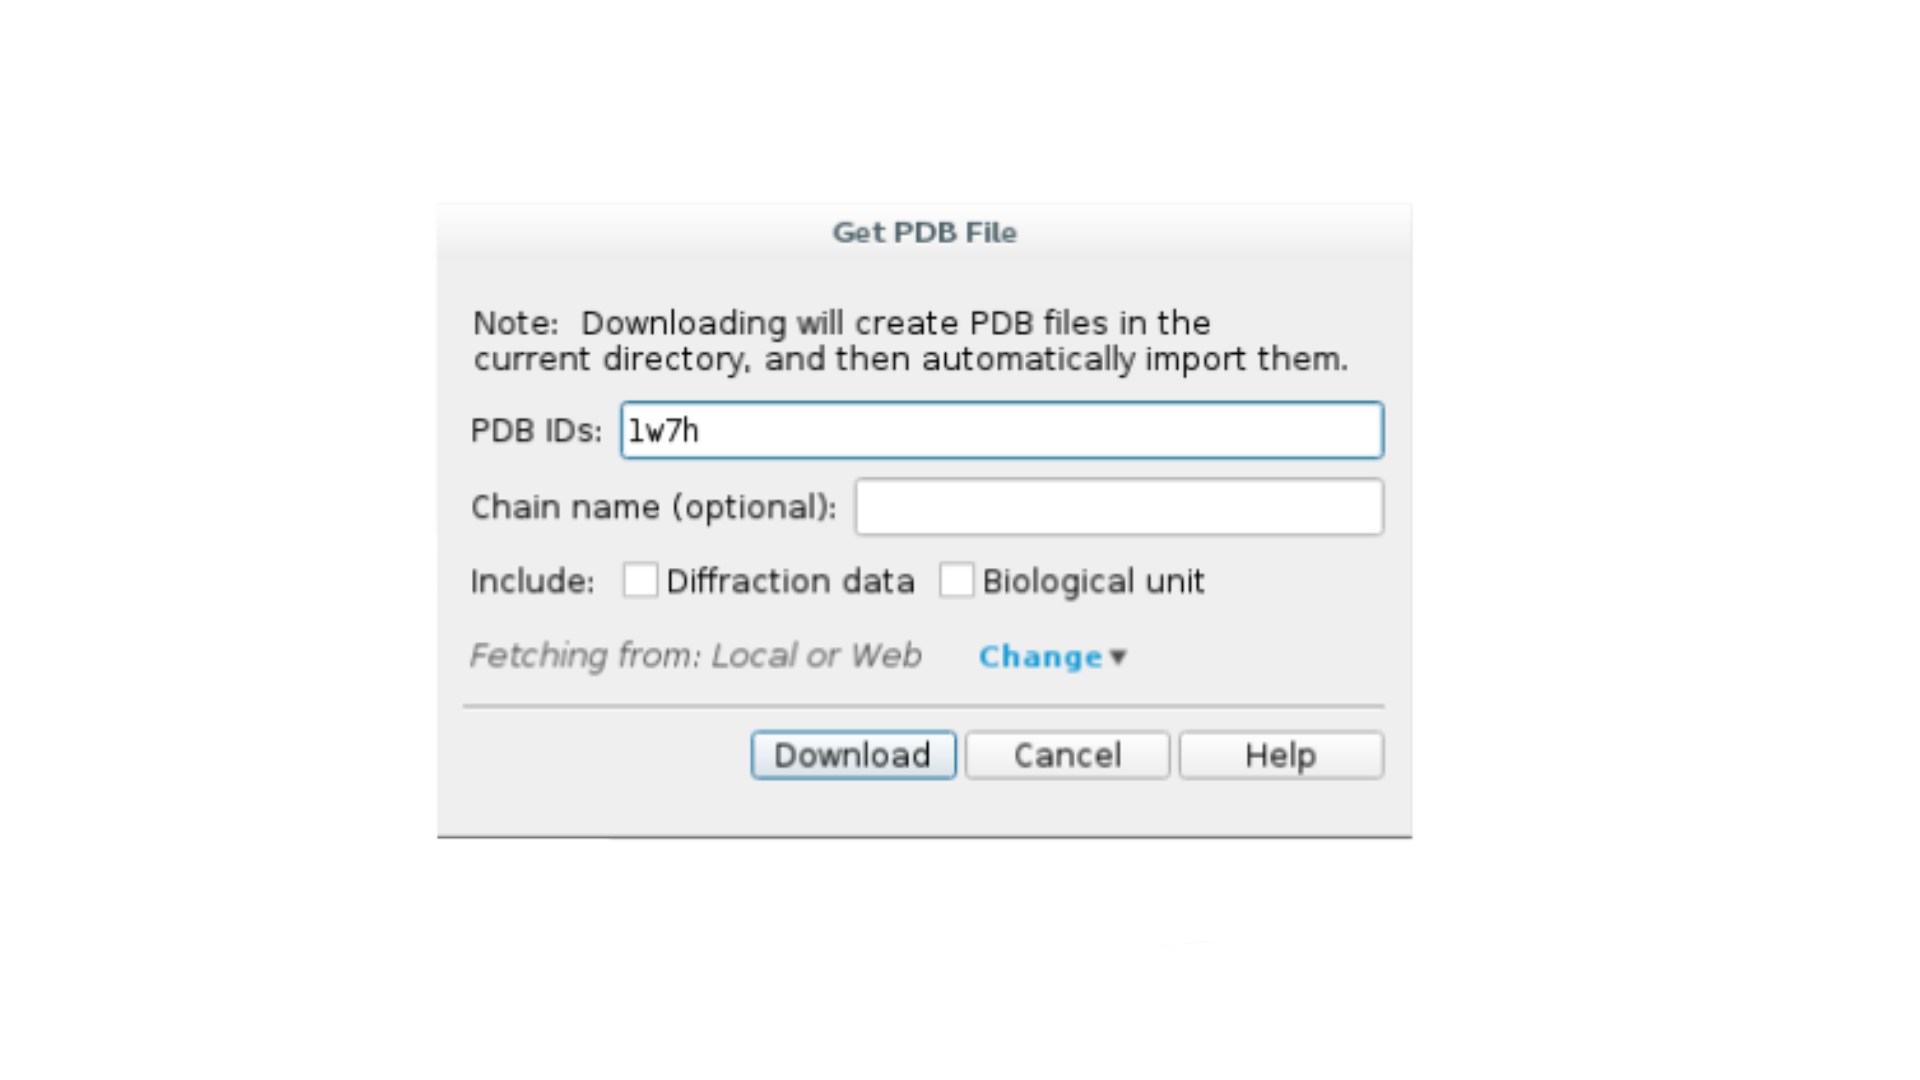 Get PDB File
Note:  Downloading will create PDB files in the
current directory, and then automatically import them.
PDB IDs: 1w7h
Chain name (optional):
Include: Diffraction data Biological unit
Fetching from: Local or Web Change▼
Download Cancel Help